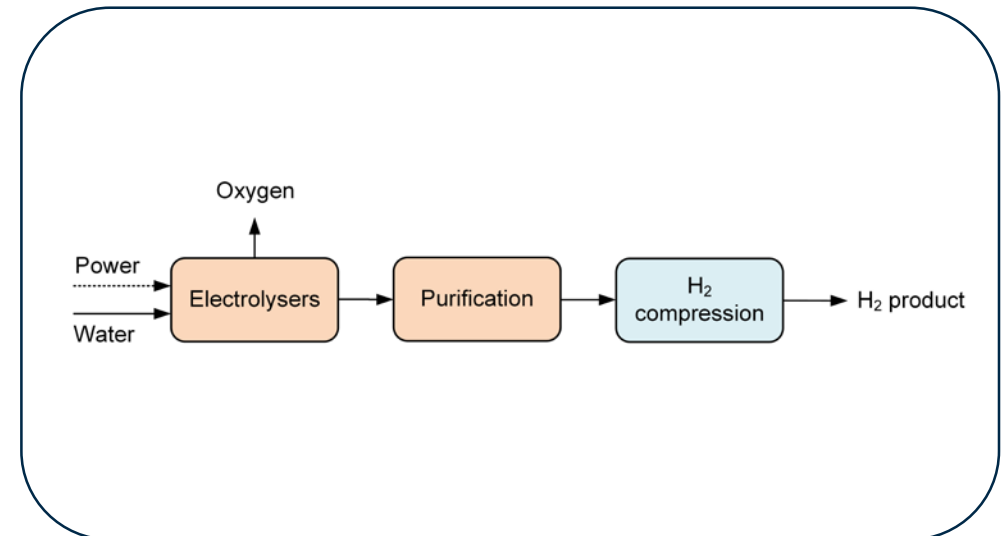 Oxygen
Power
Electrolysers
Water
Purification
H₂
compression
H₂ product